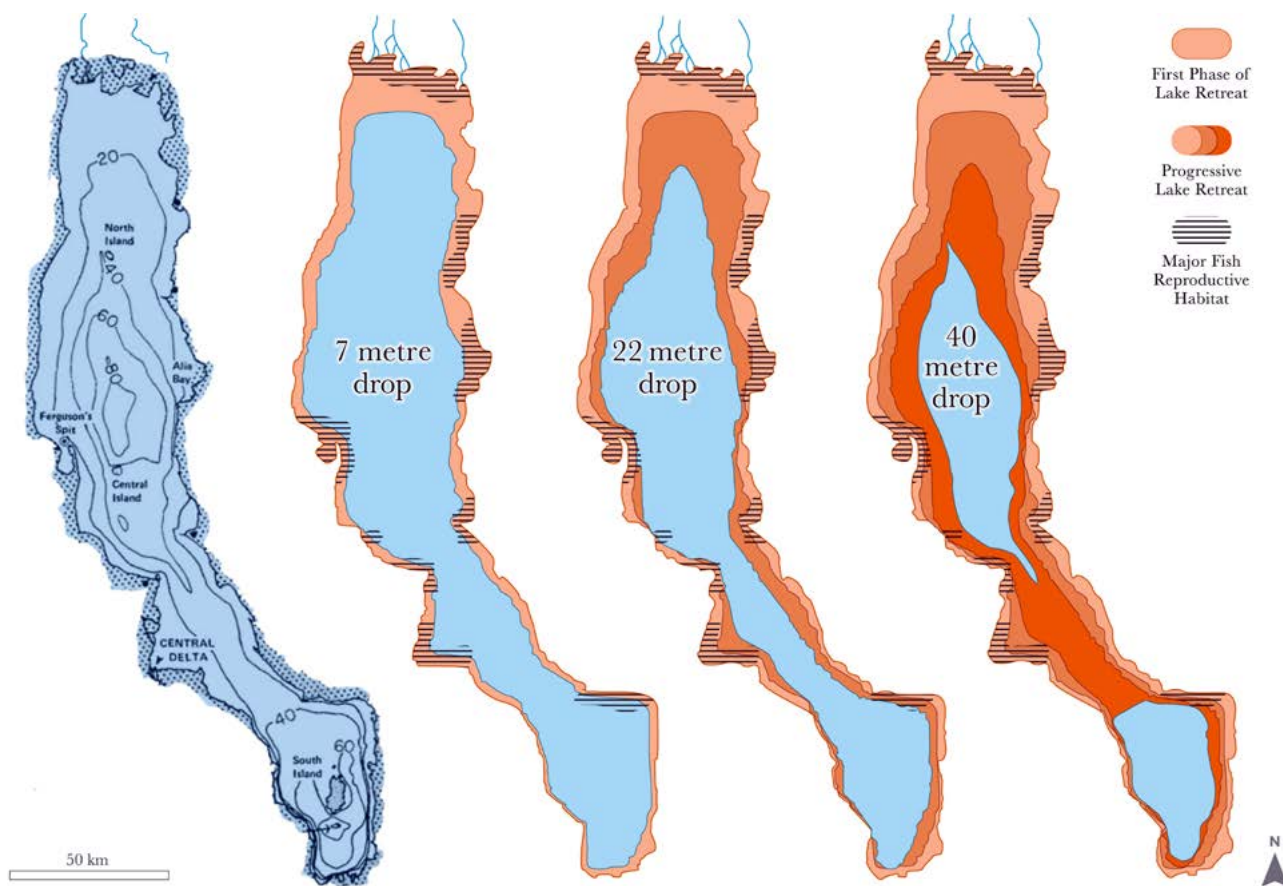 20
North
Island
40
60
80
Alia
Bay
Ferguson's
Spit
Central
Island
CENTRAL
DELTA
40
60
South
Island
50 km
7 metre
drop
22 metre
drop
40
metre
drop
First Phase of
Lake Retreat
Progressive
Lake Retreat
Major Fish
Reproductive
Habitat
N